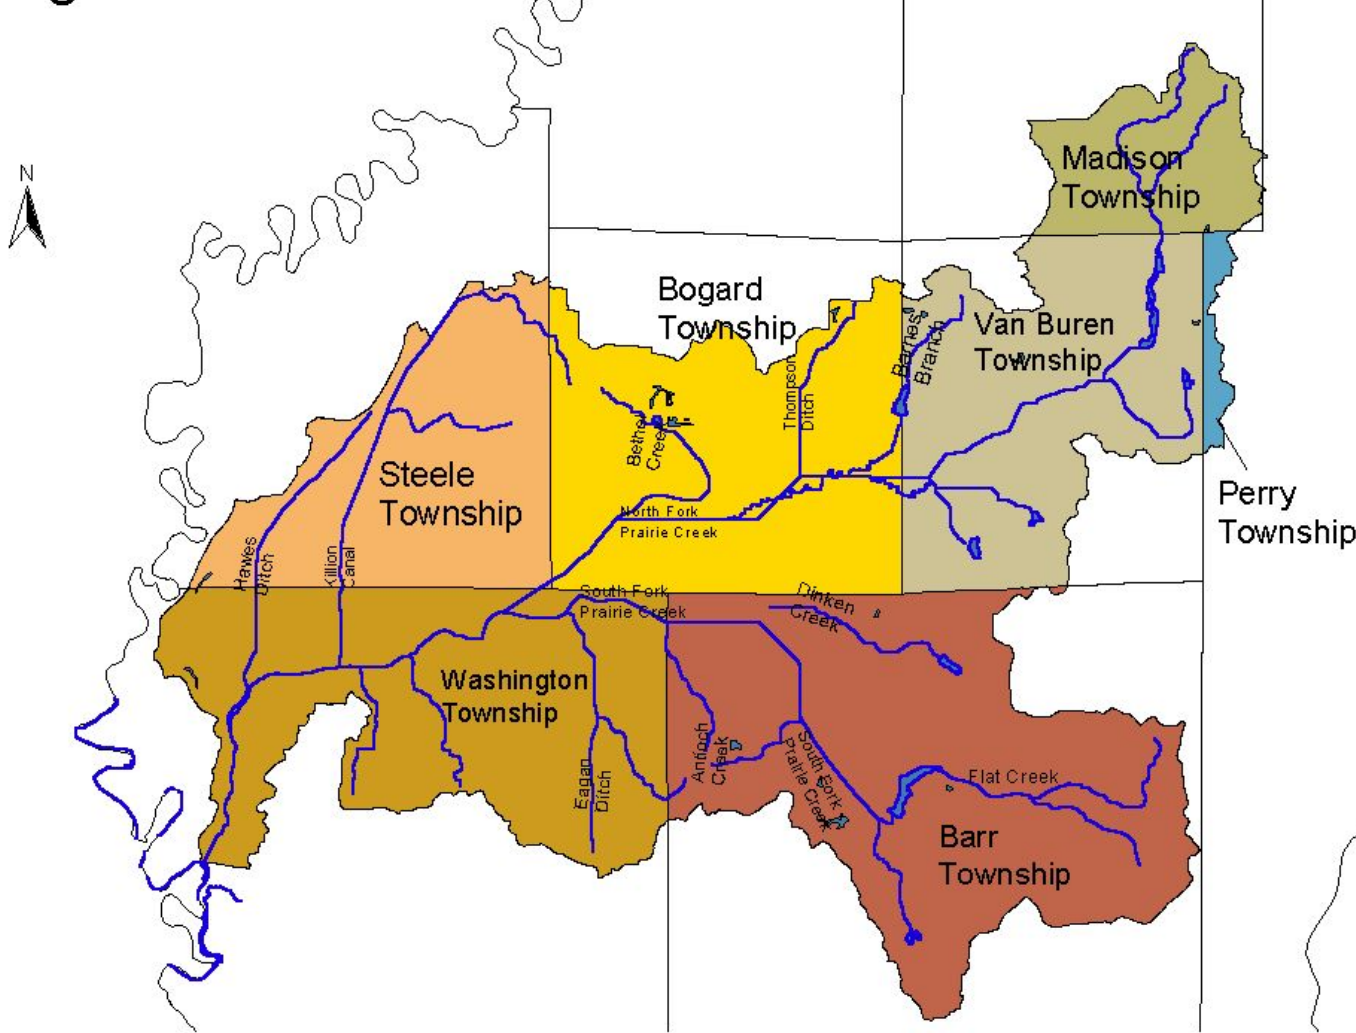 N
Madison
Township
Bogard
Township
Van Buren
Township
Barnes
Branch
Thompson
Ditch
Bethel
Creek
Steele
Township
Perry
Township
North Fork
Prairie Creek
Hawes
Ditch
Killion
Canal
South Fork
Prairie Creek
Dinken
Creek
Washington
Township
Antioch
Creek
South Fork
Prairie Creek
Eagan
Ditch
Flat Creek
Barr
Township